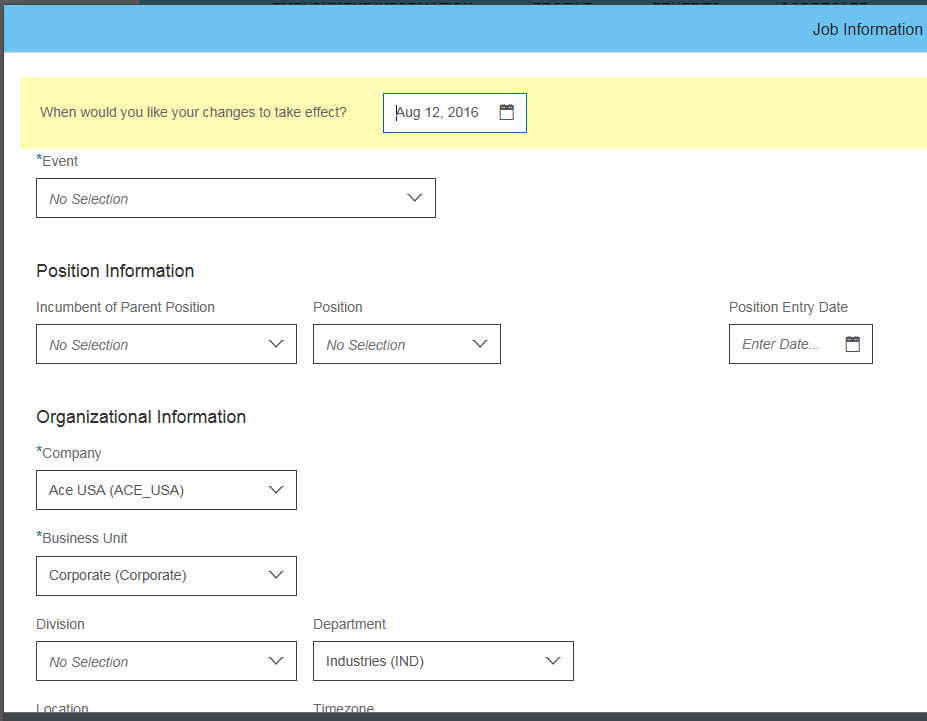 Job Information
When would you like your changes to take effect? Aug 12, 2016
*Event
No Selection
Position Information
Incumbent of Parent Position Position Position Entry Date
No Selection No Selection Enter Date...
Organizational Information
*Company
Ace USA (ACE_USA)
*Business Unit
Corporate (Corporate)
Division Department
No Selection Industries (IND)
Location Timezone